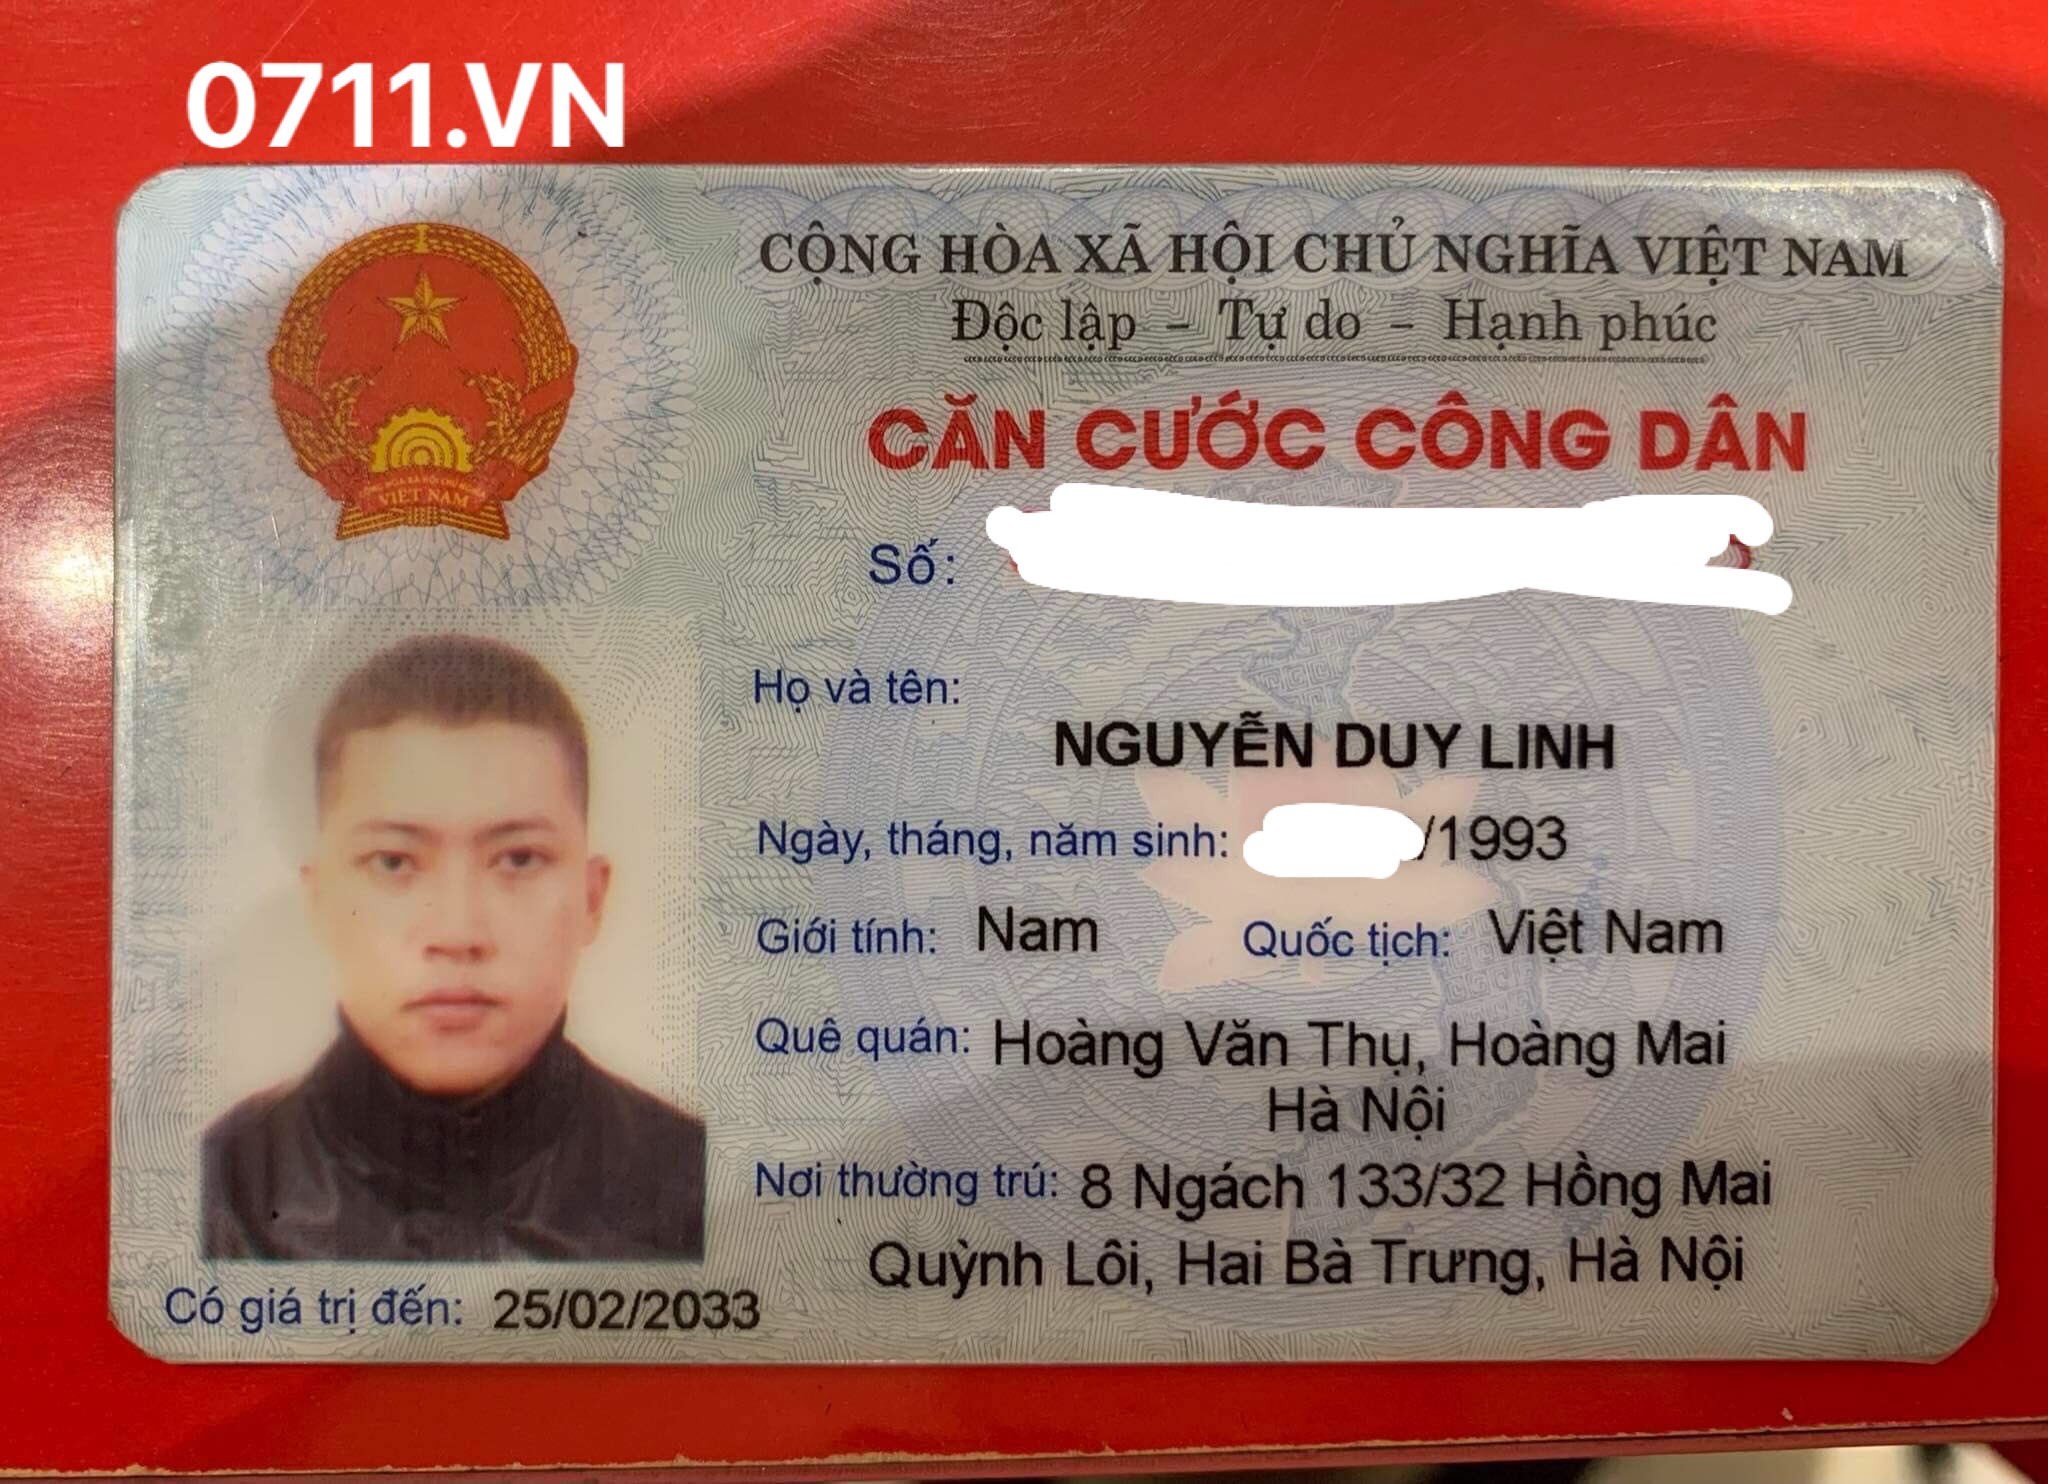 0711.VN
CỘNG HÒA XÃ HỘI CHỦ NGHĨA VIỆT NAM
Độc lập – Tự do – Hạnh phúc
CĂN CƯỚC CÔNG DÂN
VIỆT NAM
Số:
Họ và tên:
NGUYỄN DUY LINH
Ngày, tháng, năm sinh: /1993
Giới tính: Nam Quốc tịch: Việt Nam
Quê quán: Hoàng Văn Thụ, Hoàng Mai
Hà Nội
Nơi thường trú: 8 Ngách 133/32 Hồng Mai
Quỳnh Lôi, Hai Bà Trưng, Hà Nội
Có giá trị đến: 25/02/2033